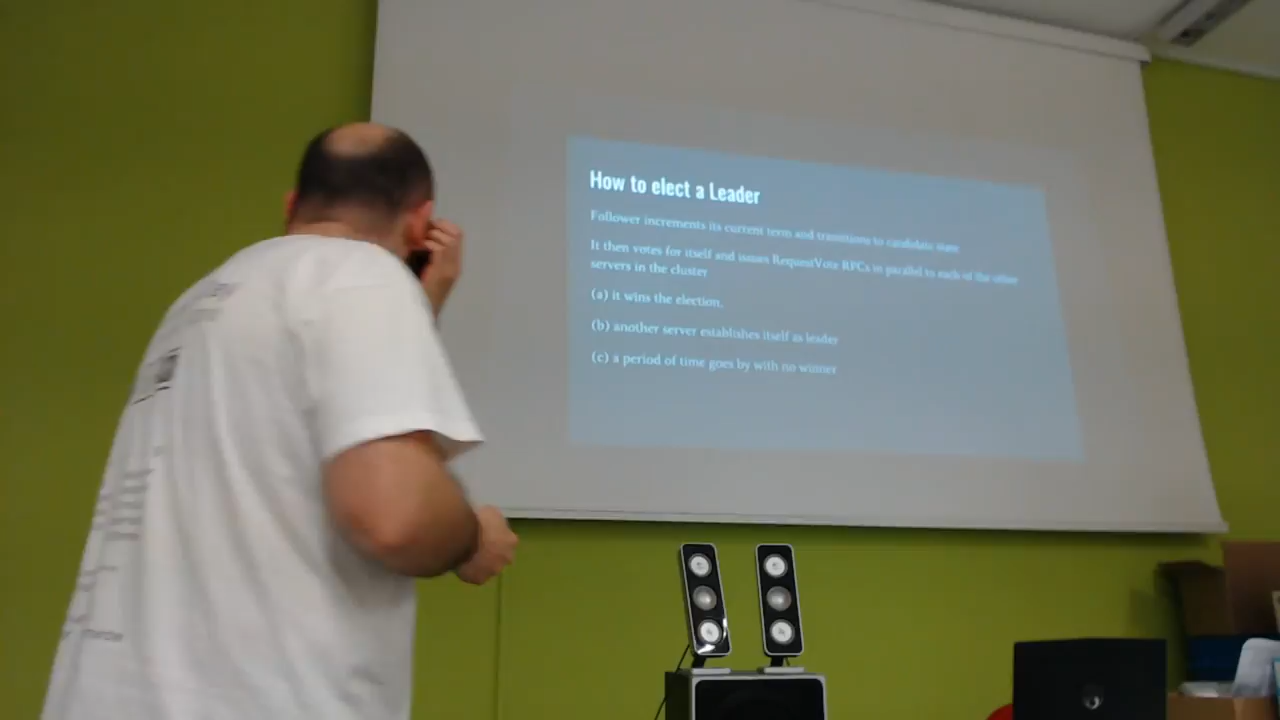 How to elect a Leader
Follower increments its current term and transitions to candidate state
It then votes for itself and issues RequestVote RPCs in parallel to each of the other
servers in the cluster
(a) it wins the election.
(b) another server establishes itself as leader
(c) a period of time goes by with no winner